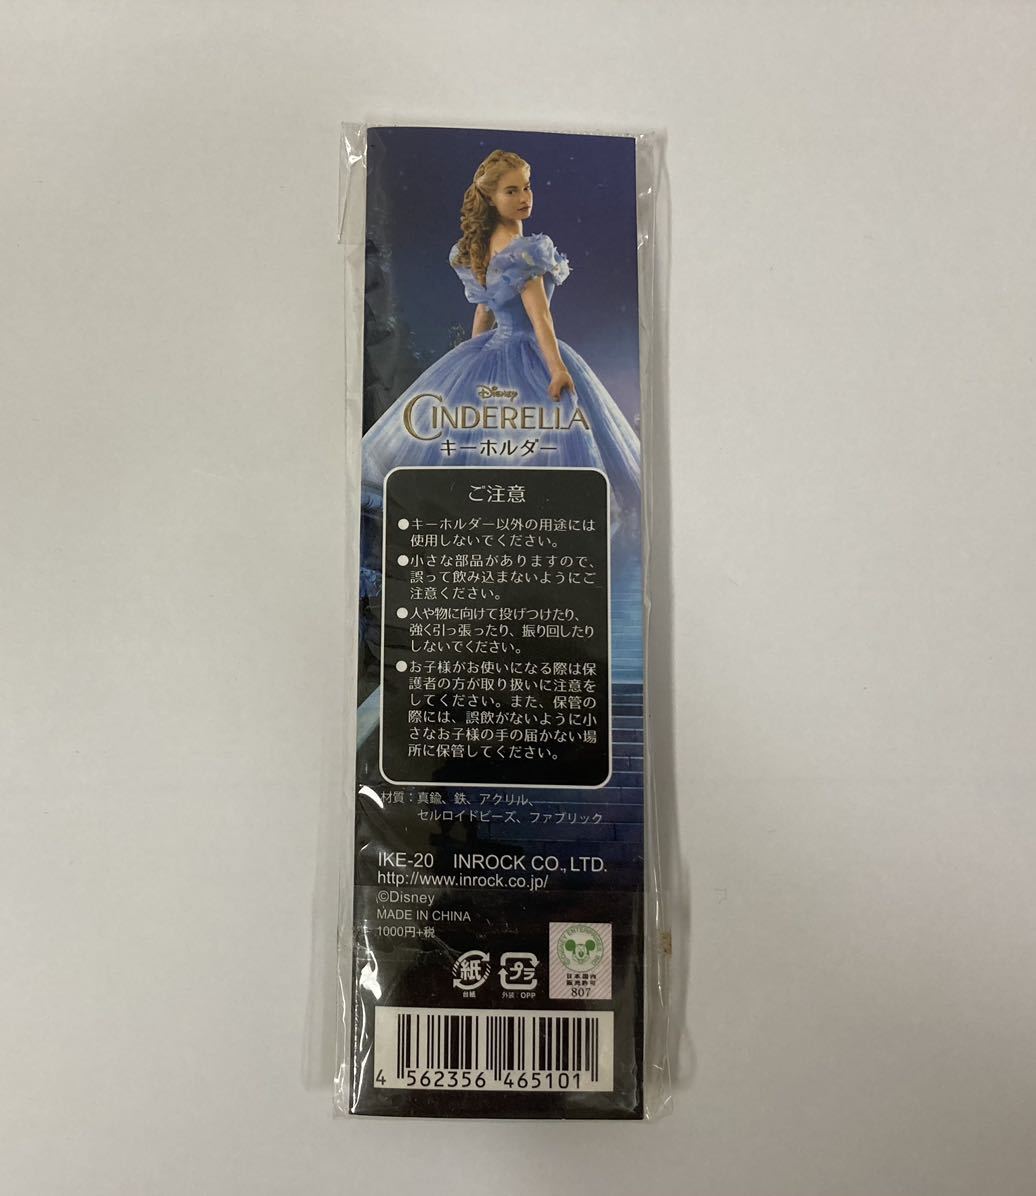 Disney
CINDERELLA
キーホルダー
ご注意
●キーホルダー以外の用途には
使用しないでください。
●小さな部品がありますので、
誤って飲み込まないようにご
注意ください。
●人や物に向けて投げつけたり、
強く引っ張ったり、振り回したり
しないでください。
●お子様がお使いになる際は保
護者の方が取り扱いに注意を
してください。また、保管の
際には、誤飲がないように小
さなお子様の手の届かない場
所に保管してください。
材質：真鍮、鉄、アクリル、
セルロイドビーズ、ファブリック
IKE-20 INROCK CO., LTD.
http://www.inrock.co.jp/
©Disney
MADE IN CHINA
1000円+税
紙
台紙
プラ
外装：OPP
日本国内
販売許可
807
4 562356 465101